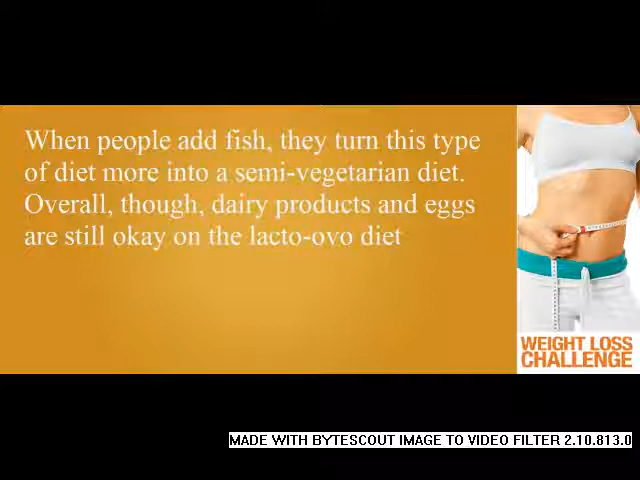 When people add fish, they turn this type
of diet more into a semi-vegetarian diet.
Overall, though, dairy products and eggs
are still okay on the lacto-ovo diet
WEIGHT LOSS
CHALLENGE
MADE WITH BYTESCOUT IMAGE TO VIDEO FILTER 2.10.813.0